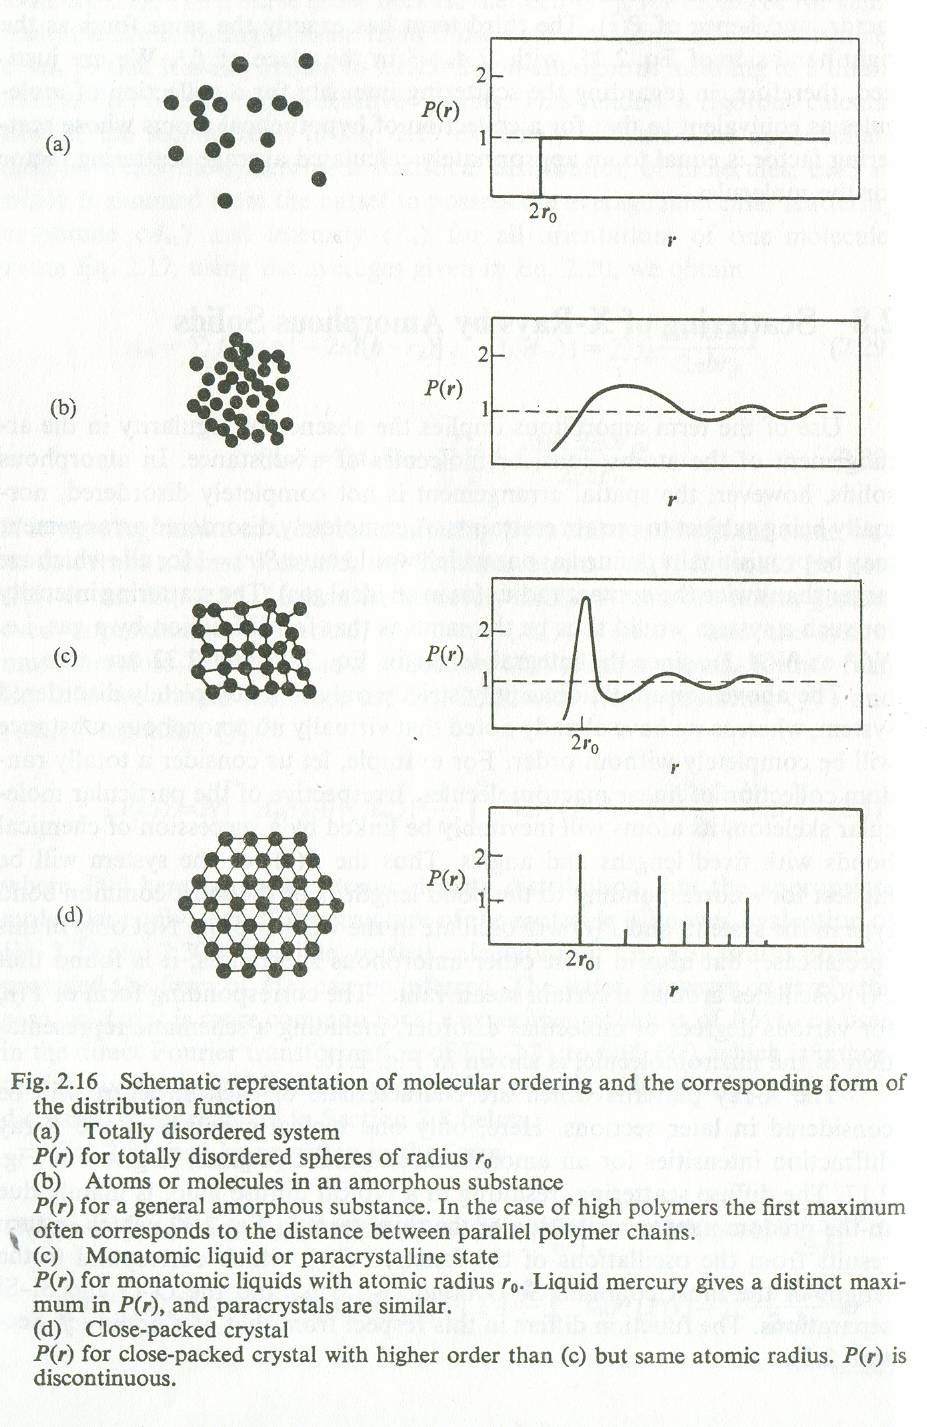 (a)
P(r)
2
1
2r₀
r
(b)
P(r)
2
1
r
(c)
P(r)
2
1
2r₀
r
(d)
P(r)
2
1
2r₀
r
Fig. 2.16 Schematic representation of molecular ordering and the corresponding form of
the distribution function
(a) Totally disordered system
P(r) for totally disordered spheres of radius r₀
(b) Atoms or molecules in an amorphous substance
P(r) for a general amorphous substance. In the case of high polymers the first maximum
often corresponds to the distance between parallel polymer chains.
(c) Monatomic liquid or paracrystalline state
P(r) for monatomic liquids with atomic radius r₀. Liquid mercury gives a distinct maxi-
mum in P(r), and paracrystals are similar.
(d) Close-packed crystal
P(r) for close-packed crystal with higher order than (c) but same atomic radius. P(r) is
discontinuous.